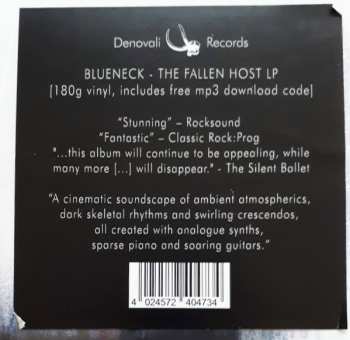 Denovali Records
BLUENECK - THE FALLEN HOST LP
[180g vinyl, includes free mp3 download code]
“Stunning” – Rocksound
“Fantastic” – Classic Rock:Prog
"...this album will continue to be appealing, while
many more [...] will disappear." - The Silent Ballet
“A cinematic soundscape of ambient atmospherics,
dark skeletal rhythms and swirling crescendos,
all created with analogue synths,
sparse piano and soaring guitars.”
4 024572 404734